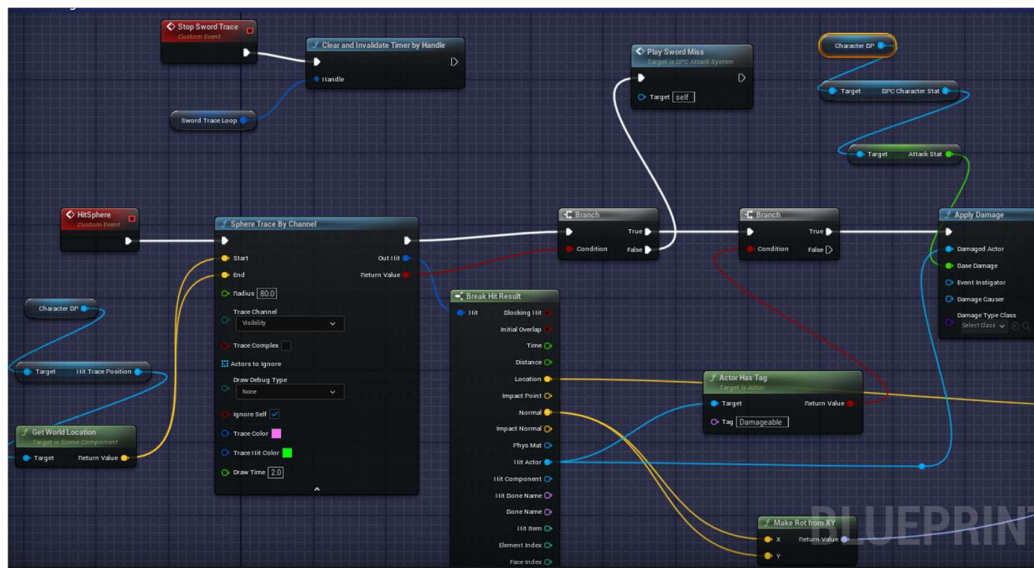 Stop Sword Trace
Custom Event
Clear and Invalidate Timer by Handle
Handle
Sword Trace Loop
Play Sword Miss
Target is BPC Attack System
Target self
Character BP
Target BPC Character Stat
Target Attack Stat
HitSphere
Custom Event
Sphere Trace By Channel
Start
End Out Hit
Radius 80.0 Return Value
Trace Channel
Visibility
Trace Complex
Actors to Ignore
Draw Debug Type
None
Ignore Self
Trace Color
Trace Hit Color
Draw Time 2.0
Character BP
Target Hit Trace Position
Get World Location
Target is Scene Component
Target Return Value
Branch
True
Condition False
Branch
True
Condition False
Apply Damage
Damaged Actor
Base Damage
Event Instigator
Damage Causer
Damage Type Class
Select Class
Break Hit Result
Hit Blocking Hit
Initial Overlap
Time
Distance
Location
Impact Point
Normal
Impact Normal
Phys Mat
Hit Actor
Hit Component
Hit Bone Name
Bone Name
Hit Item
Element Index
Face Index
Actor Has Tag
Target is Actor
Target Return Value
Tag Damageable
Make Rot from XY
X Return Value
Y
BLUEPRINT